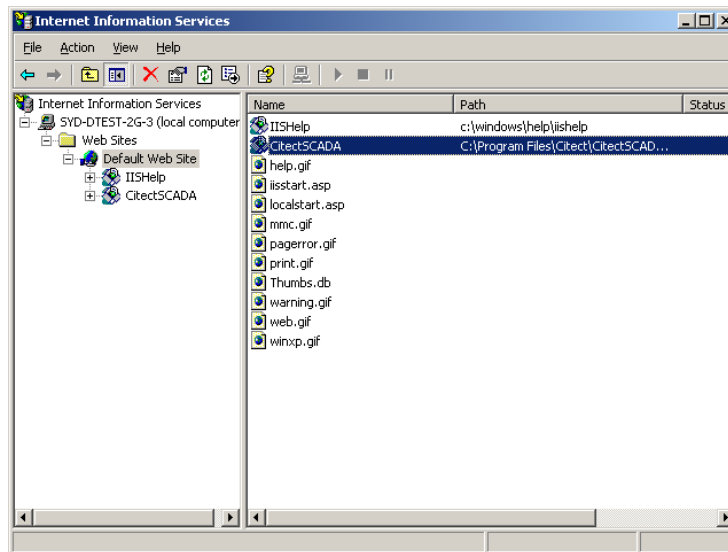 Internet Information Services
File Action View Help
Internet Information Services
SYD-DTEST-2G-3 (local computer
Web Sites
Default Web Site
IISHelp
CitectSCADA
Name Path Status
IISHelp c:\windows\help\iishelp
CitectSCADA C:\Program Files\Citect\CitectSCAD...
help.gif
iisstart.asp
localstart.asp
mmc.gif
pagerror.gif
print.gif
Thumbs.db
warning.gif
web.gif
winxp.gif